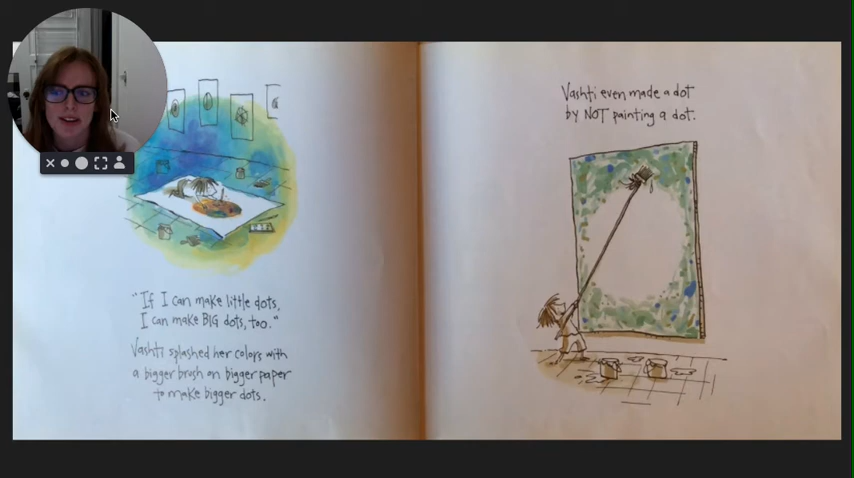 "If I can make little dots,
I can make BIG dots, too."
Vashti splashed her colors with
a bigger brush on bigger paper
to make bigger dots.
Vashti even made a dot
by NOT painting a dot.